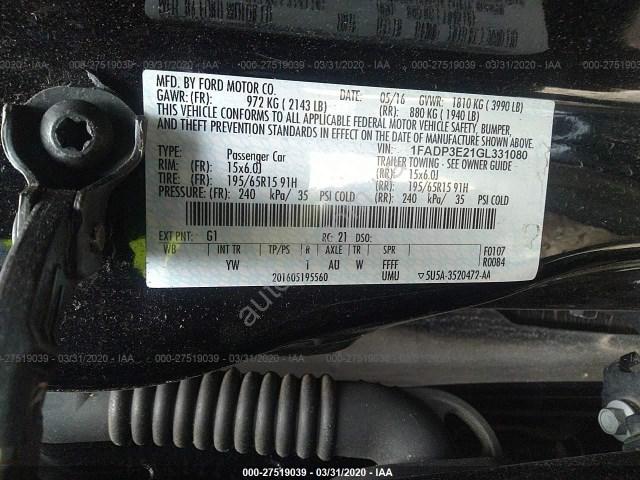 000-27519039 / 03/31/2020 - IAA
MFD. BY FORD MOTOR CO. DATE: 05/16 GVWR: 1810 KG ( 3990 LB)
GAWR: (FR): 972 KG ( 2143 LB) (RR): 880 KG ( 1940 LB)
THIS VEHICLE CONFORMS TO ALL APPLICABLE FEDERAL MOTOR VEHICLE SAFETY, BUMPER,
AND THEFT PREVENTION STANDARDS IN EFFECT ON THE DATE OF MANUFACTURE SHOWN ABOVE.
VIN: 1FADP3E21GL331080
TYPE: Passenger Car TRAILER TOWING - SEE OWNER GUIDE
RIM: (FR): 15x6.0J (RR): 15x6.0J
TIRE: (FR): 195/65R15 91H (RR): 195/65R15 91H
PRESSURE: (FR): 240 kPa/ 35 PSI COLD (RR): 240 kPa/ 35 PSI COLD
EXT PNT: G1 RC: 21 DSO:
W/B INT TR TP/PS R AXLE TR SPR F0107
YW i AU W FFFF R0084
201605195560 UMU 5U5A-3520472-AA
000-27519039 / 03/31/2020 - IAA